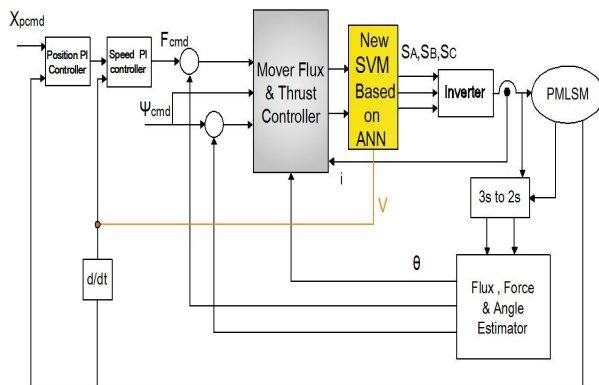 Xpcmd
Position PI
Controller
Speed PI
controller
Fcmd
Ψcmd
Mover Flux
& Thrust
Controller
New
SVM
Based
on
ANN
SA,SB,SC
Inverter
PMLSM
i
V
3s to 2s
θ
d/dt
Flux , Force
& Angle
Estimator